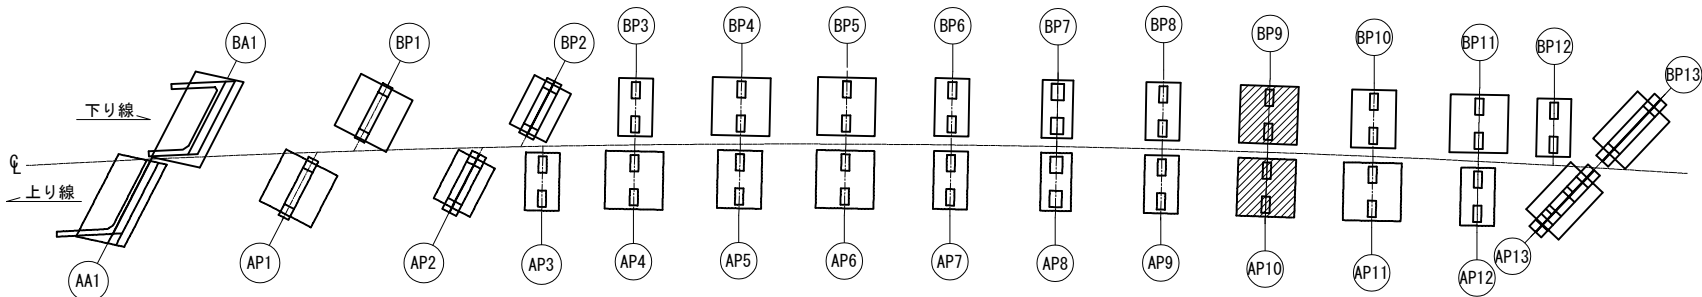 BA1
BP1
BP2
BP3
BP4
BP5
BP6
BP7
BP8
BP9
BP10
BP11
BP12
BP13
下り線
℄
上り線
AA1
AP1
AP2
AP3
AP4
AP5
AP6
AP7
AP8
AP9
AP10
AP11
AP12
AP13